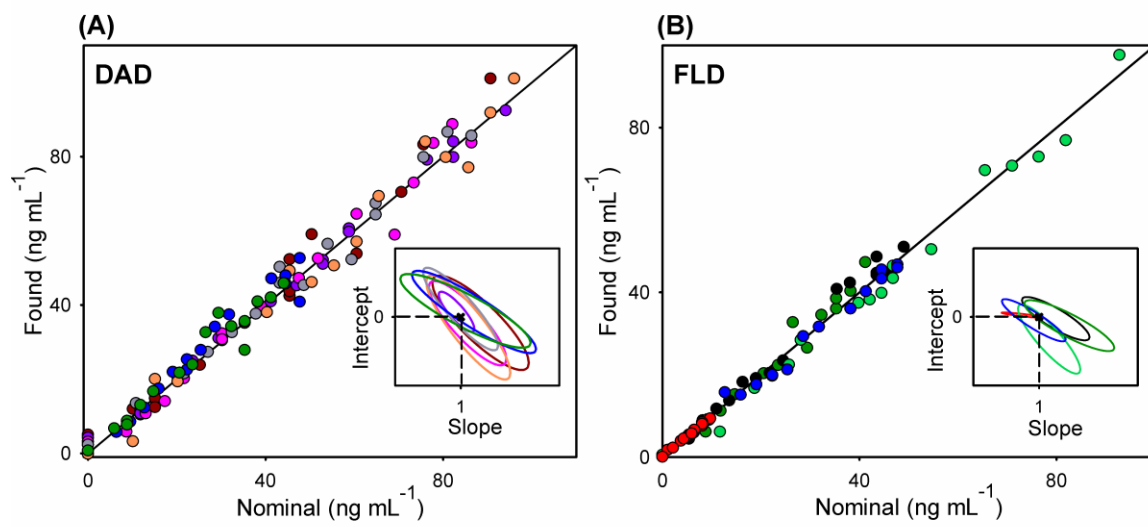 (A)
DAD
Found (ng mL⁻¹)
80
40
0
0
40
80
Nominal (ng mL⁻¹)
Intercept
0
1
Slope
(B)
FLD
Found (ng mL⁻¹)
80
40
0
0
40
80
Nominal (ng mL⁻¹)
Intercept
0
1
Slope